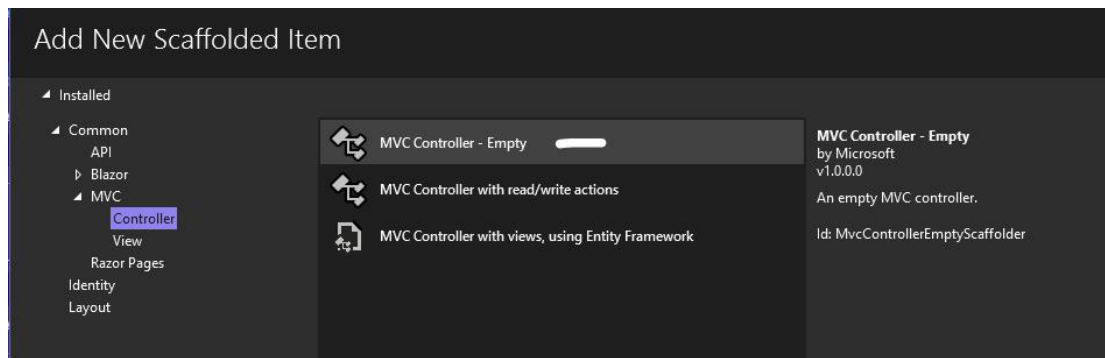 Add New Scaffolded Item
Installed
Common
API
Blazor
MVC
Controller
View
Razor Pages
Identity
Layout
MVC Controller - Empty
MVC Controller with read/write actions
MVC Controller with views, using Entity Framework
MVC Controller - Empty
by Microsoft
v1.0.0.0
An empty MVC controller.
Id: MvcControllerEmptyScaffolder